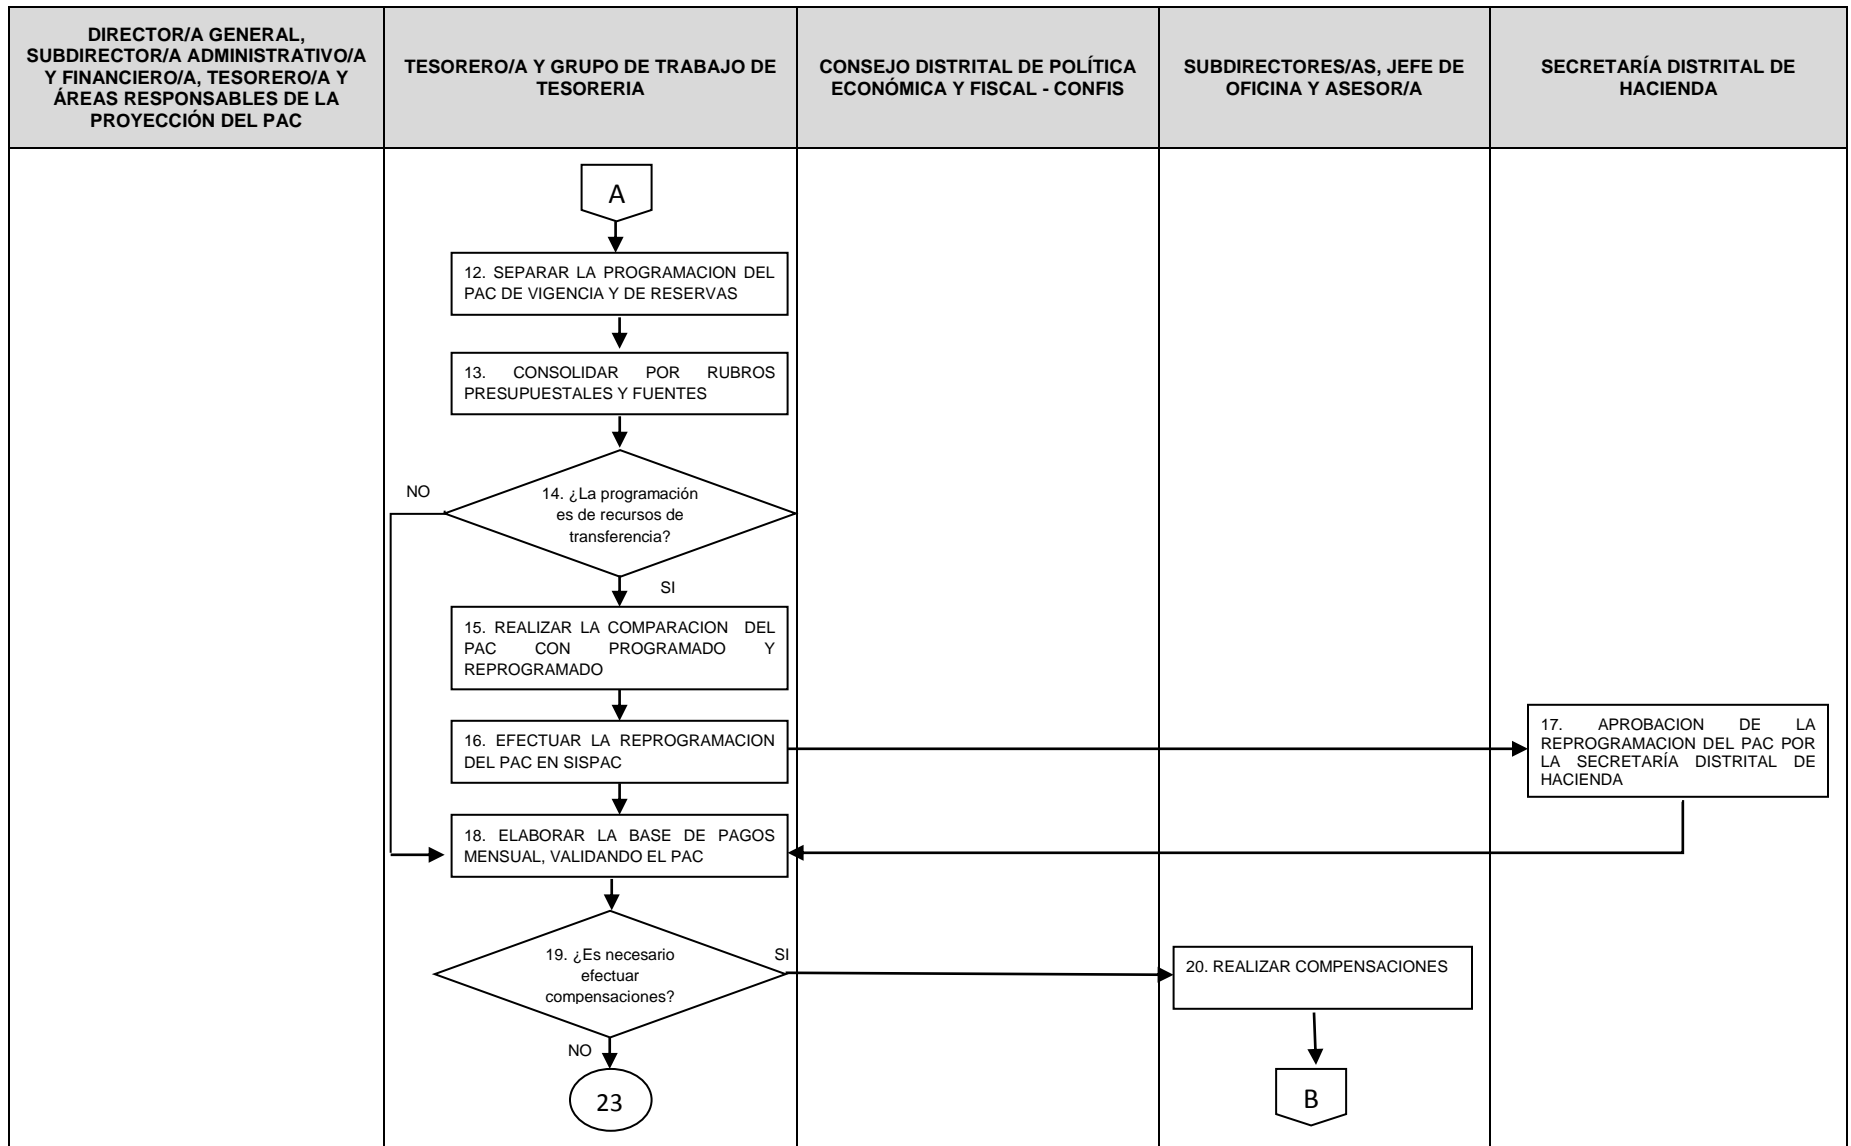 DIRECTOR/A GENERAL,
SUBDIRECTOR/A ADMINISTRATIVO/A
Y FINANCIERO/A, TESORERO/A Y
ÁREAS RESPONSABLES DE LA
PROYECCIÓN DEL PAC
TESORERO/A Y GRUPO DE TRABAJO DE
TESORERIA
CONSEJO DISTRITAL DE POLÍTICA
ECONÓMICA Y FISCAL - CONFIS
SUBDIRECTORES/AS, JEFE DE
OFICINA Y ASESOR/A
SECRETARÍA DISTRITAL DE
HACIENDA
A
12. SEPARAR LA PROGRAMACION DEL
PAC DE VIGENCIA Y DE RESERVAS
13. CONSOLIDAR POR RUBROS
PRESUPUESTALES Y FUENTES
NO
14. ¿La programación
es de recursos de
transferencia?
SI
15. REALIZAR LA COMPARACION DEL
PAC CON PROGRAMADO Y
REPROGRAMADO
16. EFECTUAR LA REPROGRAMACION
DEL PAC EN SISPAC
17. APROBACION DE LA
REPROGRAMACION DEL PAC POR
LA SECRETARÍA DISTRITAL DE
HACIENDA
18. ELABORAR LA BASE DE PAGOS
MENSUAL, VALIDANDO EL PAC
19. ¿Es necesario
efectuar
compensaciones?
SI
20. REALIZAR COMPENSACIONES
NO
23
B